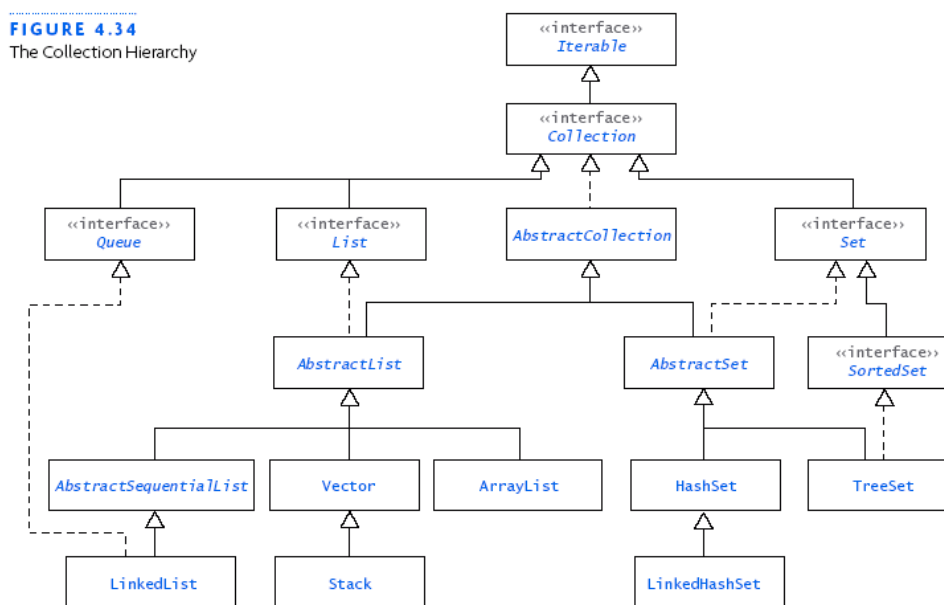 FIGURE 4.34
The Collection Hierarchy
‹‹interface››
Iterable
‹‹interface››
Collection
‹‹interface››
Queue
‹‹interface››
List
AbstractCollection
‹‹interface››
Set
AbstractList
AbstractSet
‹‹interface››
SortedSet
AbstractSequentialList
Vector
ArrayList
HashSet
TreeSet
LinkedList
Stack
LinkedHashSet